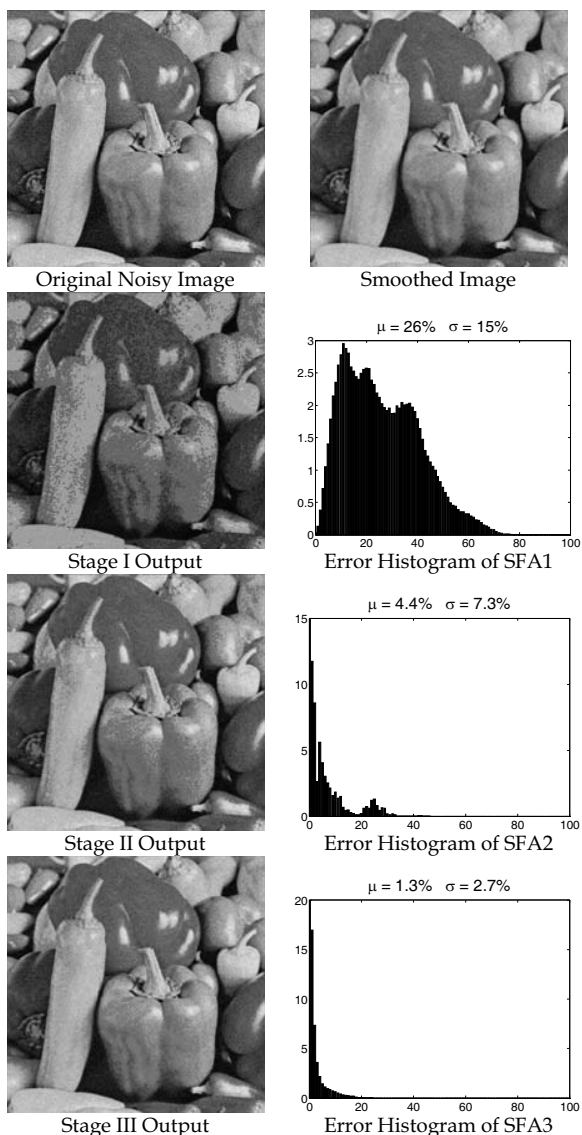 Original Noisy Image
Smoothed Image
μ = 26% σ = 15%
3
2.5
2
1.5
1
0.5
0
0 20 40 60 80 100
Stage I Output
Error Histogram of SFA1
μ = 4.4% σ = 7.3%
15
10
5
0
0 20 40 60 80 100
Stage II Output
Error Histogram of SFA2
μ = 1.3% σ = 2.7%
20
15
10
5
0
0 20 40 60 80 100
Stage III Output
Error Histogram of SFA3